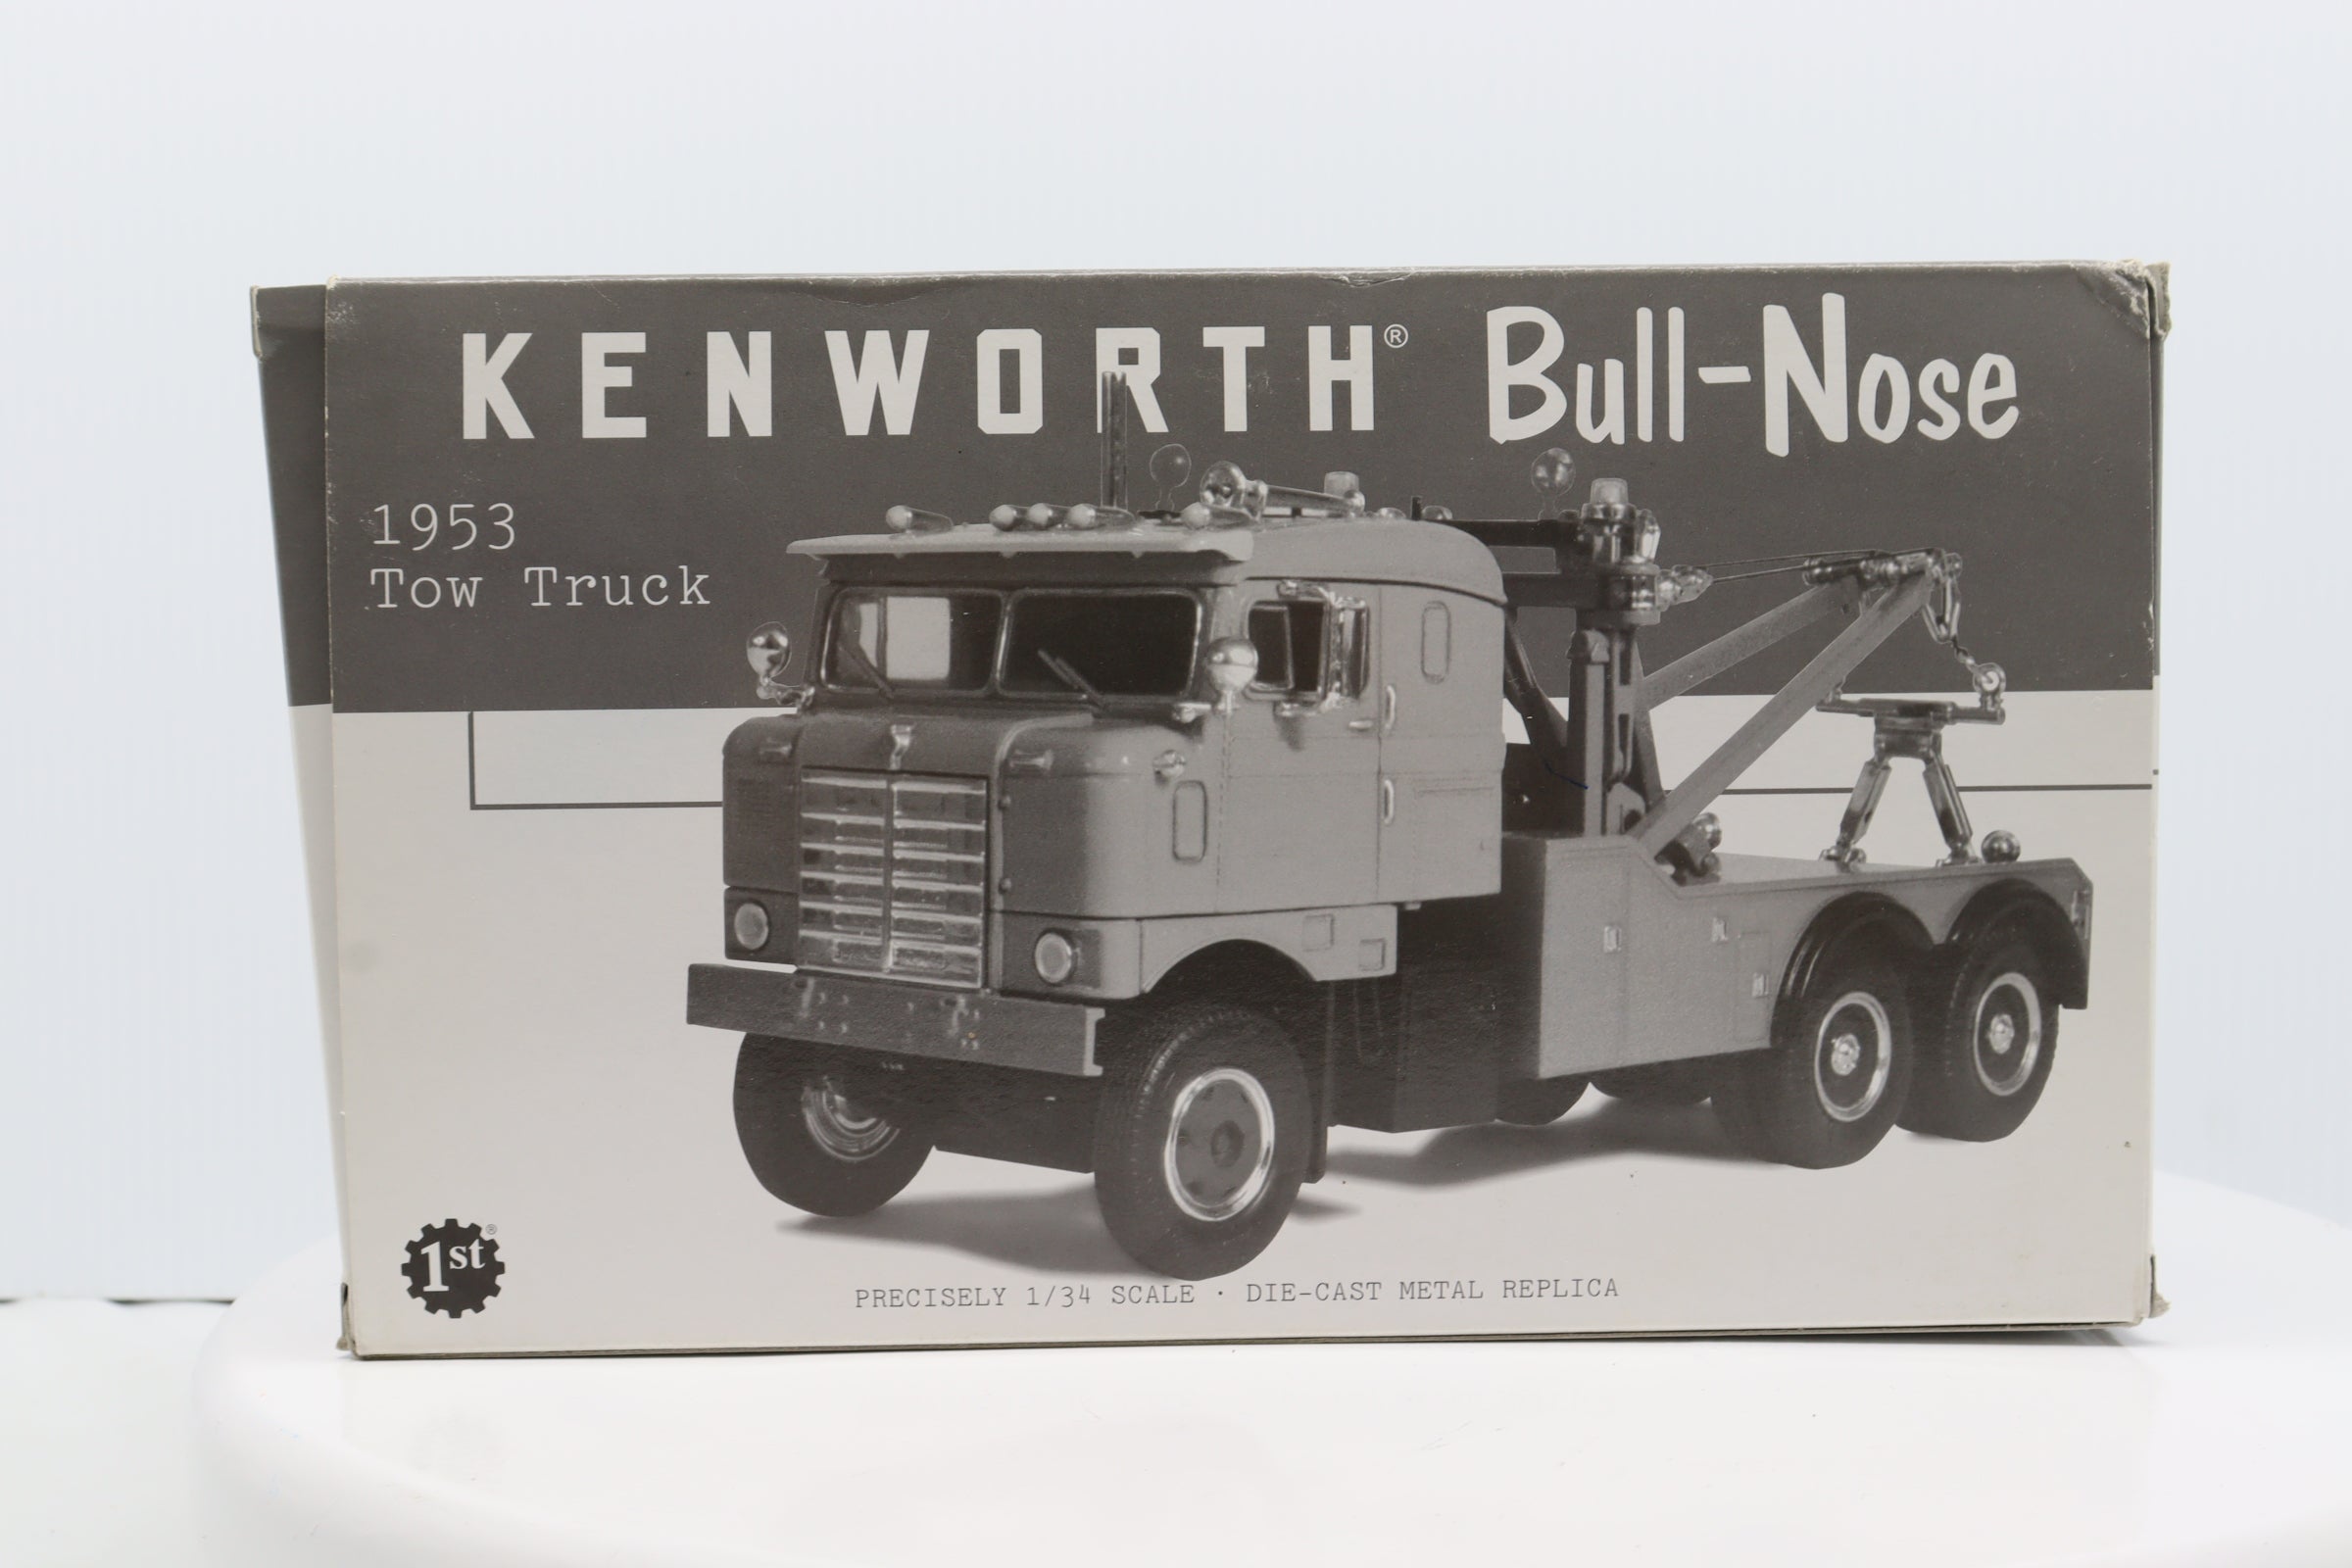 KENWORTH® Bull-Nose
1953
Tow Truck
1st®
PRECISELY 1/34 SCALE · DIE-CAST METAL REPLICA